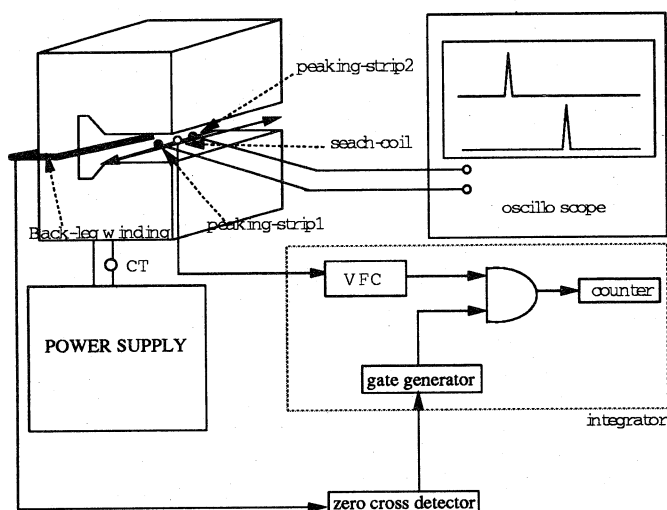 peaking-strip2
seach-coil
oscillo scope
Back-leg winding
peaking-strip1
CT
VFC
counter
POWER SUPPLY
gate generator
integrator
zero cross detector